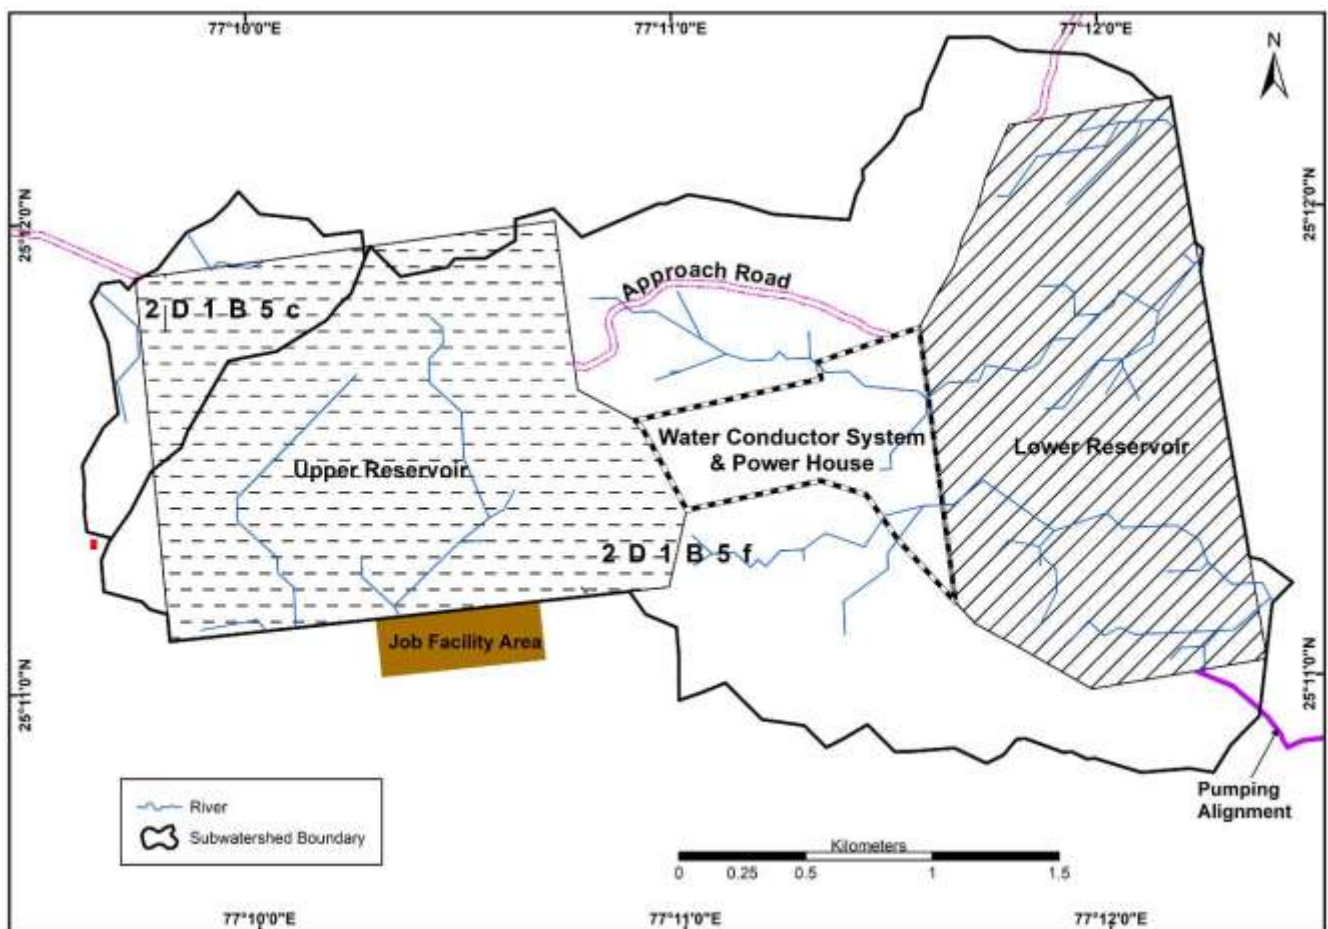 77°10'0"E
77°11'0"E
77°12'0"E
N
25°12'0"N
25°12'0"N
Approach Road
2 D 1 B 5 c
Water Conductor System
& Power House
Lower Reservoir
Upper Reservoir
2 D 1 B 5 f
Job Facility Area
25°11'0"N
25°11'0"N
Pumping
Alignment
River
Subwatershed Boundary
Kilometers
0 0.25 0.5 1 1.5
77°10'0"E
77°11'0"E
77°12'0"E